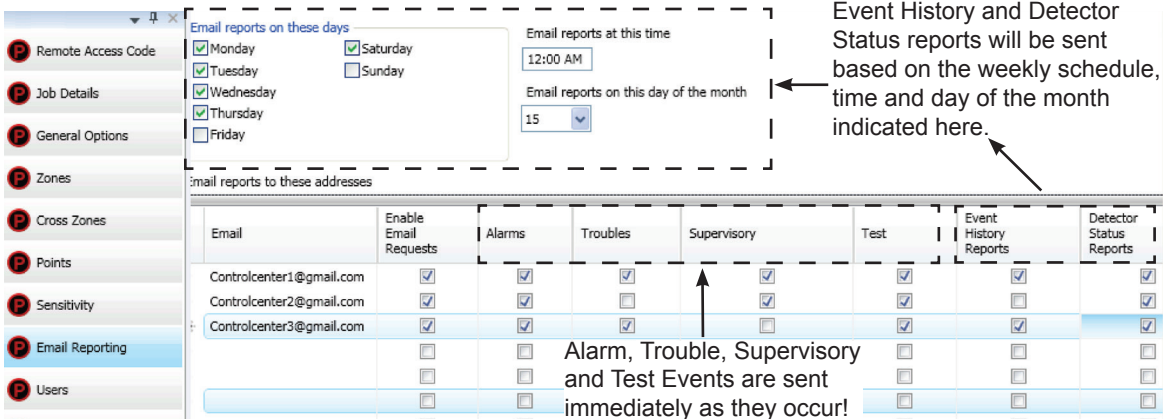 Remote Access Code
Job Details
General Options
Zones
Cross Zones
Points
Sensitivity
Email Reporting
Users
Email reports on these days
Monday
Tuesday
Wednesday
Thursday
Friday
Saturday
Sunday
Email reports at this time
12:00 AM
Email reports on this day of the month
15
Event History and Detector
Status reports will be sent
based on the weekly schedule,
time and day of the month
indicated here.
Email reports to these addresses
Email
Enable
Email
Requests
Alarms
Troubles
Supervisory
Test
Event
History
Reports
Detector
Status
Reports
Controlcenter1@gmail.com
Controlcenter2@gmail.com
Controlcenter3@gmail.com
Alarm, Trouble, Supervisory
and Test Events are sent
immediately as they occur!